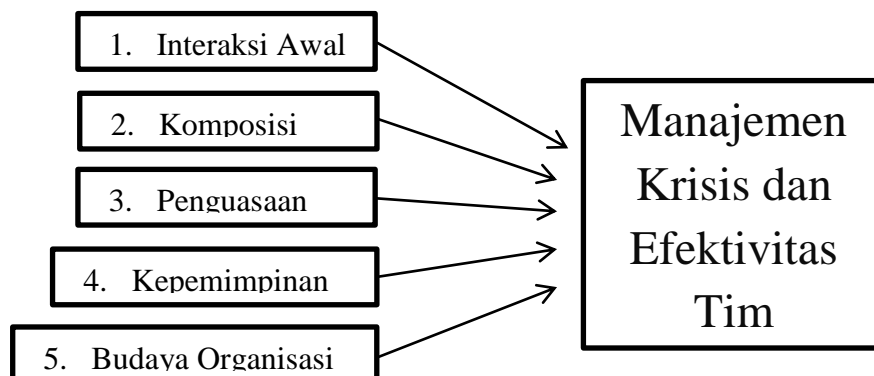 1. Interaksi Awal
2. Komposisi
3. Penguasaan
4. Kepemimpinan
5. Budaya Organisasi
Manajemen
Krisis dan
Efektivitas
Tim